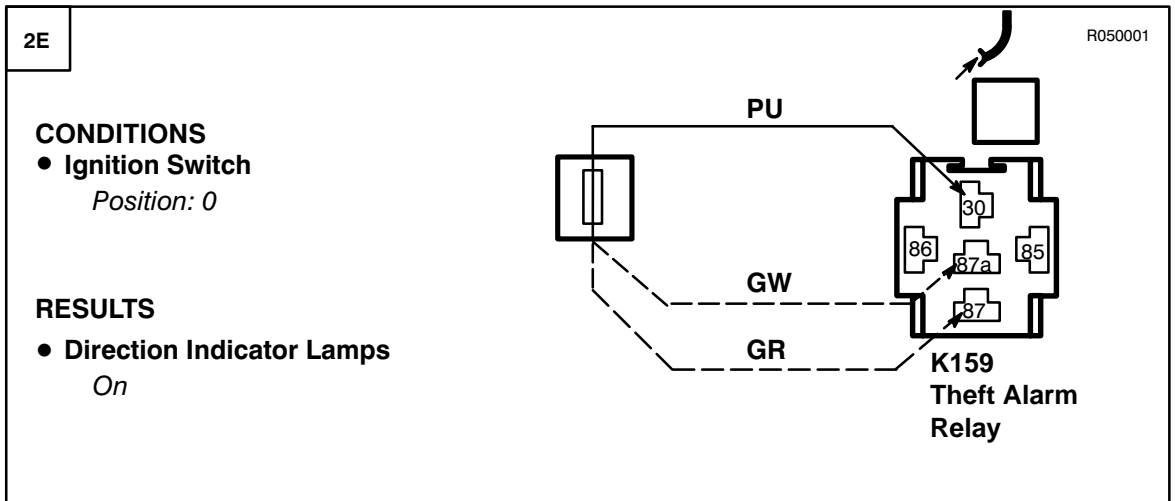 2E
R050001
CONDITIONS
• Ignition Switch
Position: 0
RESULTS
• Direction Indicator Lamps
On
PU
GW
GR
30
86
87a
85
87
K159
Theft Alarm
Relay